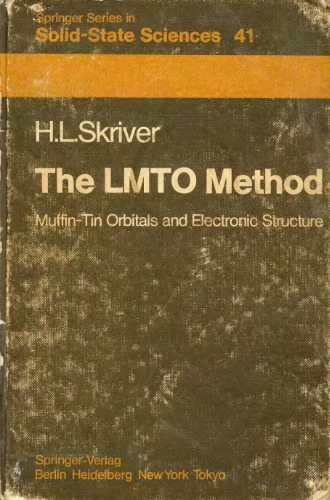 Springer Series in
Solid-State Sciences 41
H.L.Skriver
The LMTO Method
Muffin-Tin Orbitals and Electronic Structure
Springer-Verlag
Berlin Heidelberg New York Tokyo